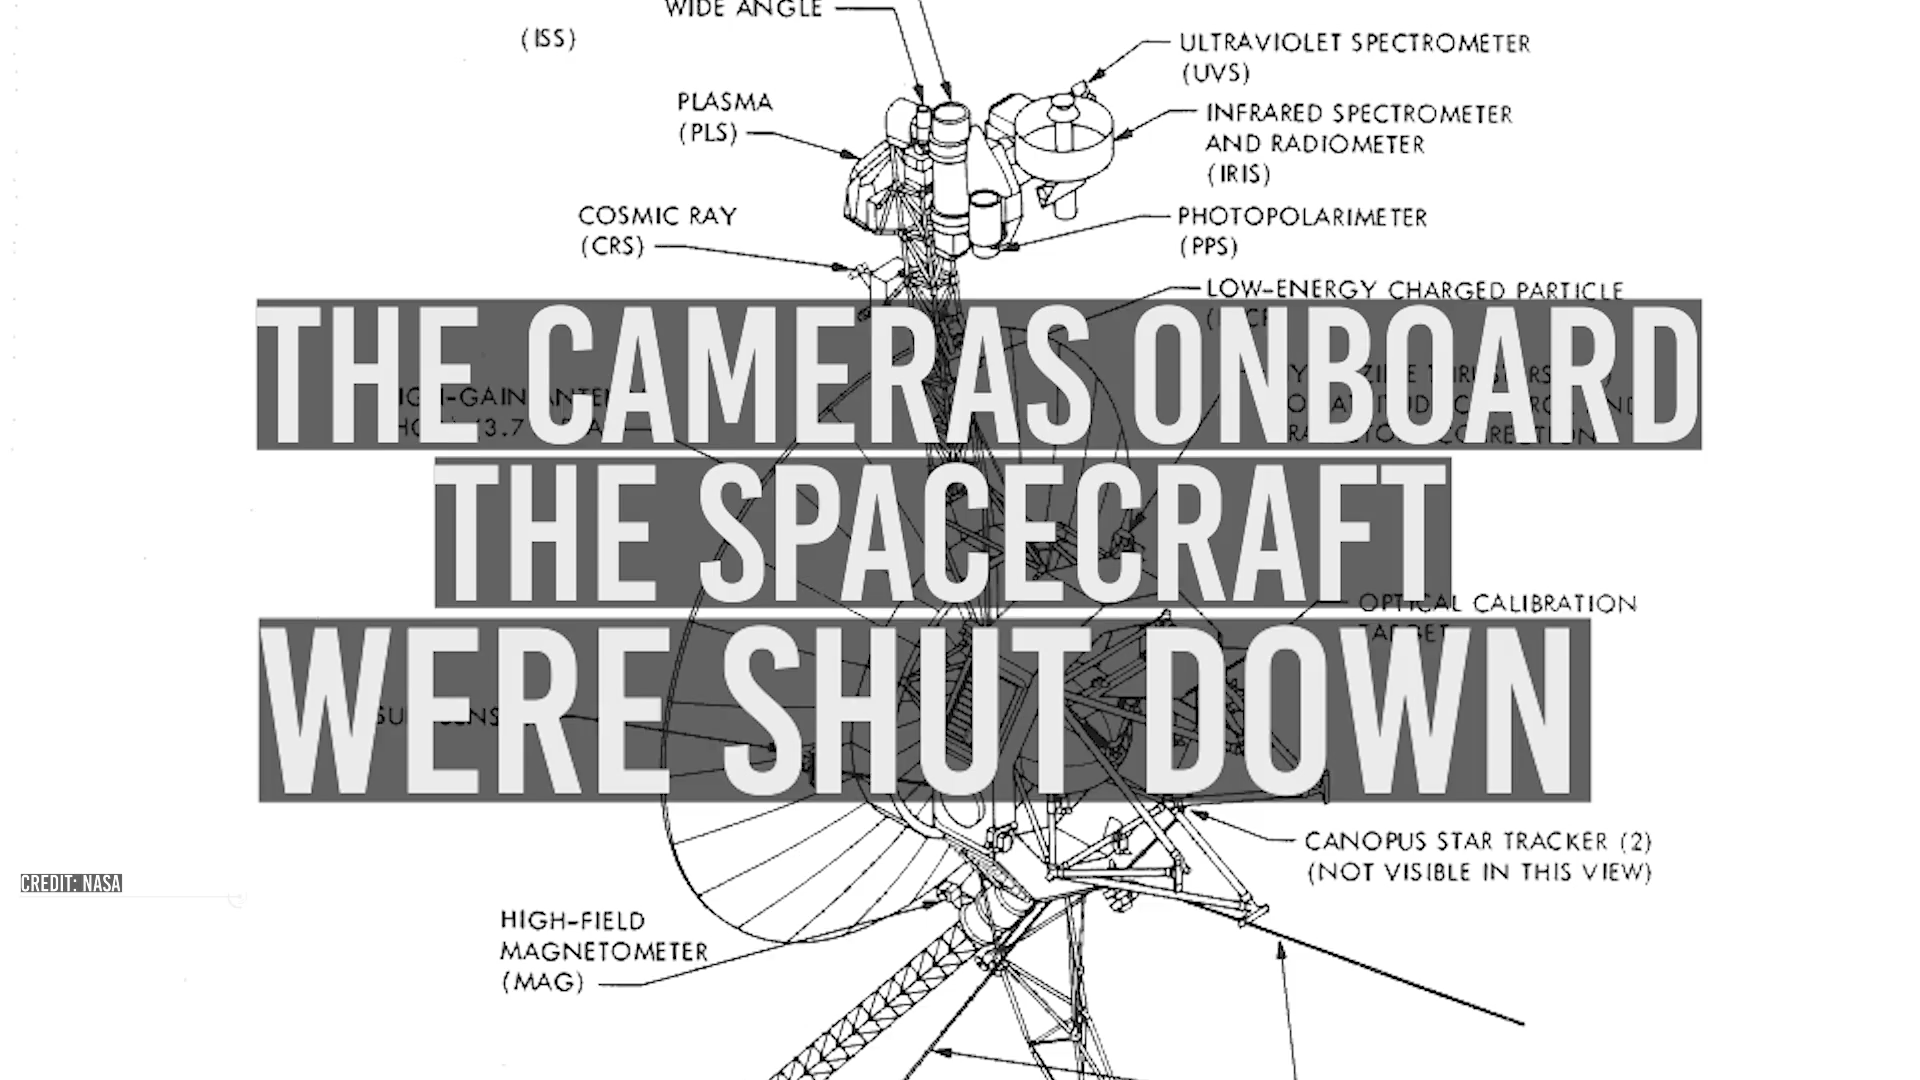 WIDE ANGLE
(ISS)
ULTRAVIOLET SPECTROMETER
(UVS)
PLASMA
(PLS)
INFRARED SPECTROMETER
AND RADIOMETER
(IRIS)
COSMIC RAY
(CRS)
PHOTOPOLARIMETER
(PPS)
LOW-ENERGY CHARGED PARTICLE
THE CAMERAS ONBOARD
THE SPACECRAFT
WERE SHUT DOWN
OPTICAL CALIBRATION
CANOPUS STAR TRACKER (2)
(NOT VISIBLE IN THIS VIEW)
CREDIT: NASA
HIGH-FIELD
MAGNETOMETER
(MAG)